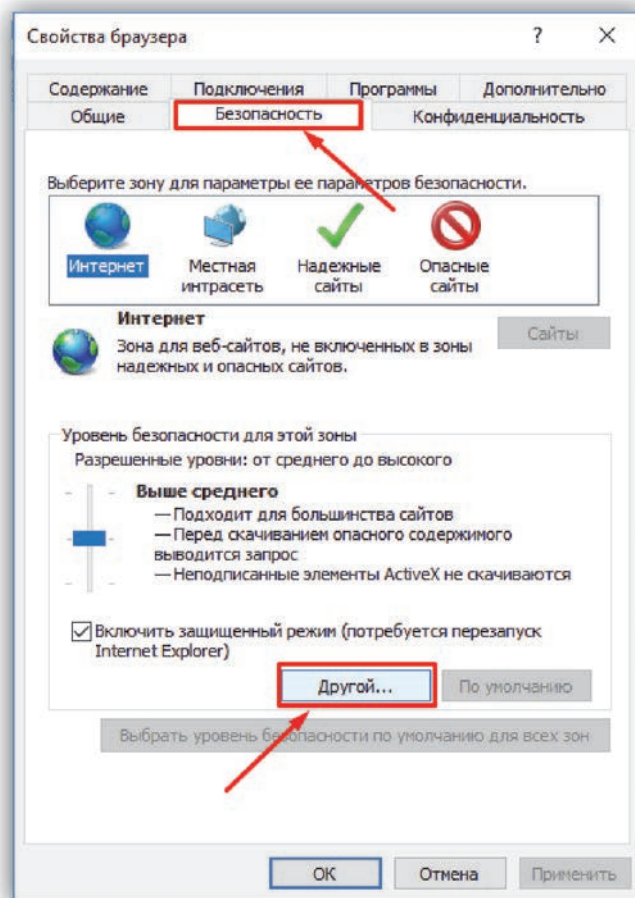 Свойства браузера ? ×
Содержание Подключения Программы Дополнительно
Общие Безопасность Конфиденциальность
Выберите зону для параметры ее параметров безопасности.
Интернет Местная интрасеть Надежные сайты Опасные сайты
Интернет
Сайты
Зона для веб-сайтов, не включенных в зоны
надежных и опасных сайтов.
Уровень безопасности для этой зоны
Разрешенные уровни: от среднего до высокого
Выше среднего
— Подходит для большинства сайтов
— Перед скачиванием опасного содержимого
выводится запрос
— Неподписанные элементы ActiveX не скачиваются
Включить защищенный режим (потребуется перезапуск
Internet Explorer)
Другой... По умолчанию
Выбрать уровень безопасности по умолчанию для всех зон
ОК Отмена Применить